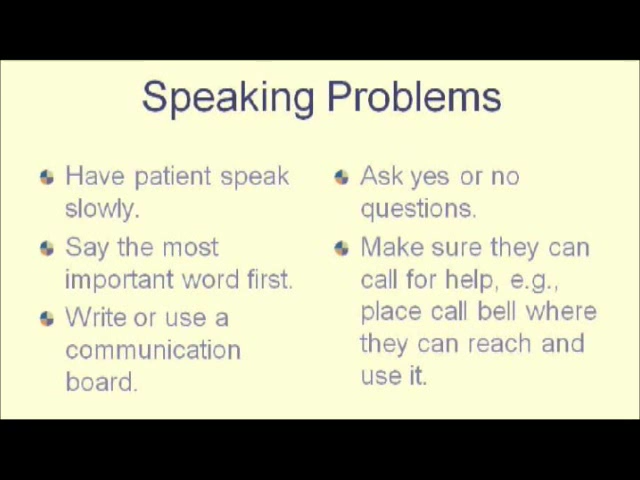 Speaking Problems
Have patient speak
slowly.
Say the most
important word first.
Write or use a
communication
board.
Ask yes or no
questions.
Make sure they can
call for help, e.g.,
place call bell where
they can reach and
use it.